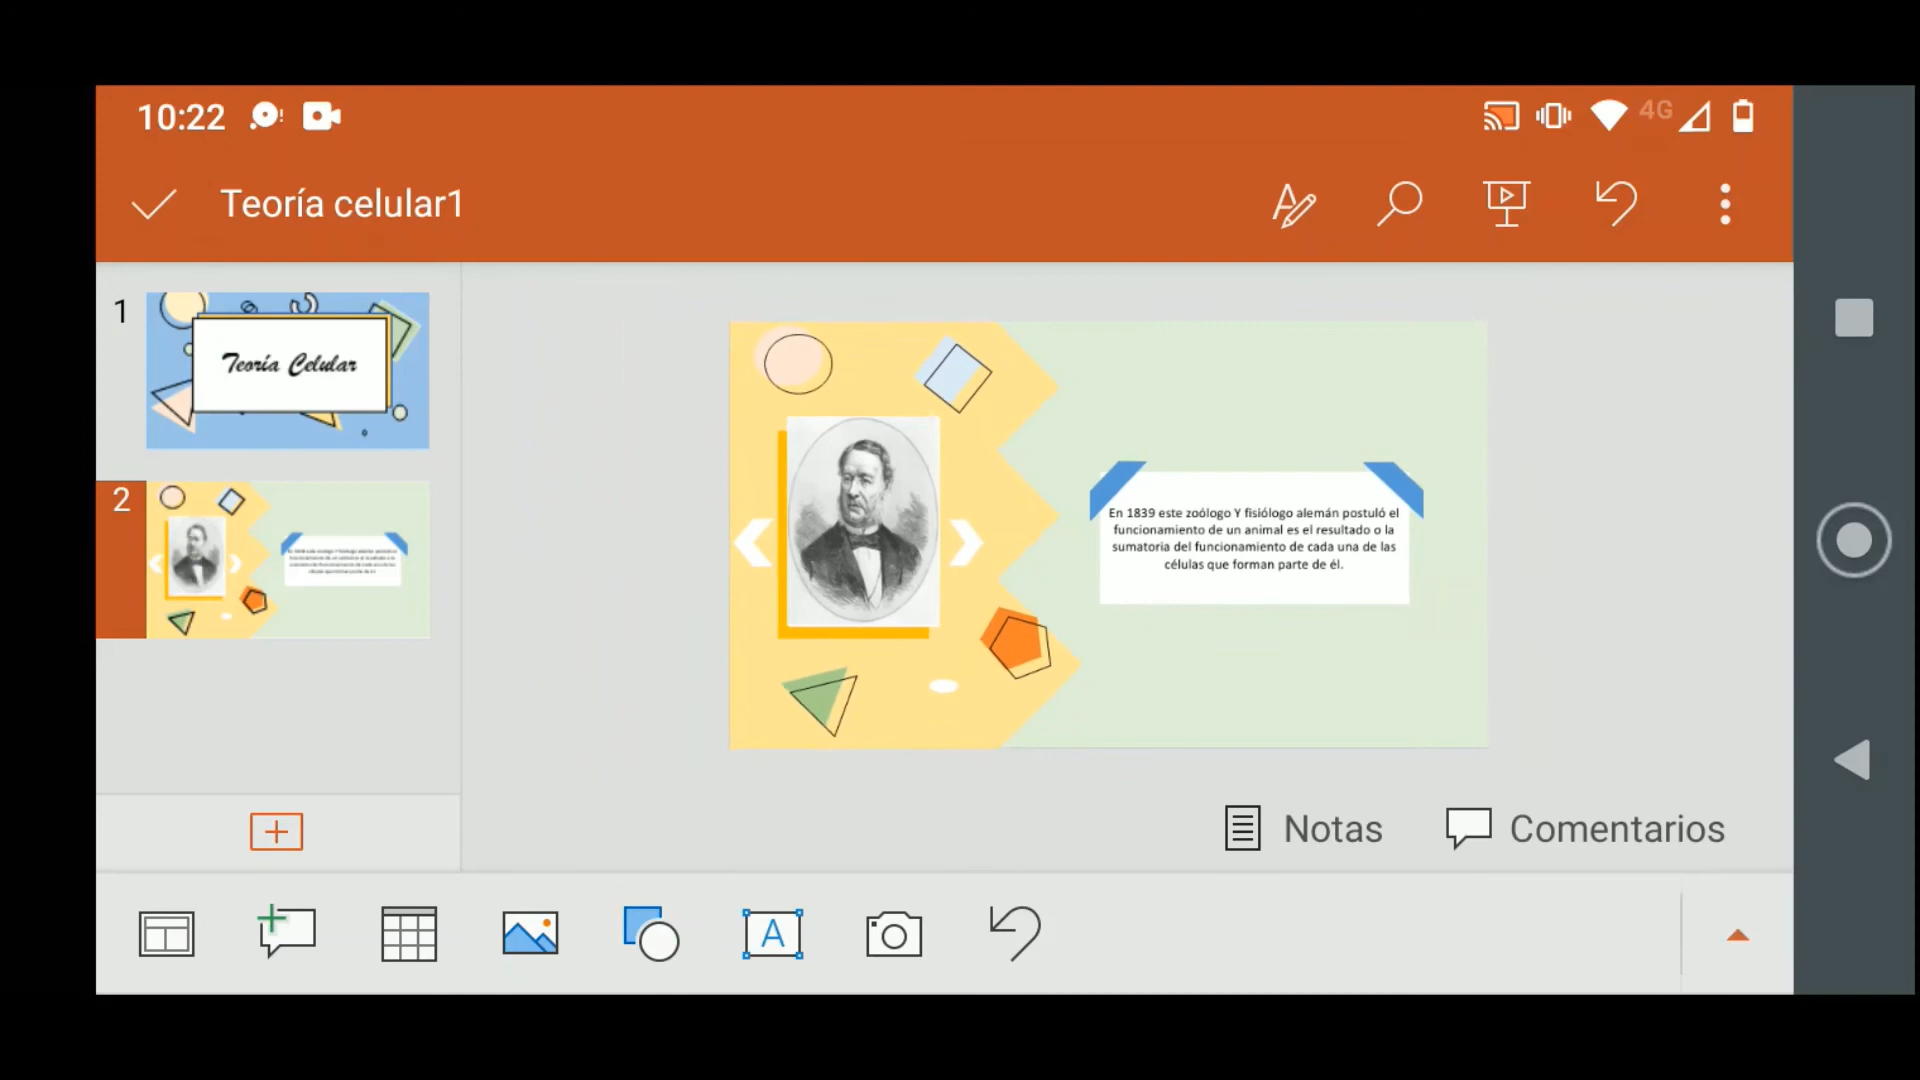 10:22
4G
Teoría celular1
1
Teoría Celular
2
En 1839 este zoólogo Y fisiólogo alemán postuló el
funcionamiento de un animal es el resultado o la
sumatoria del funcionamiento de cada una de las
células que forman parte de él.
Notas
Comentarios
A